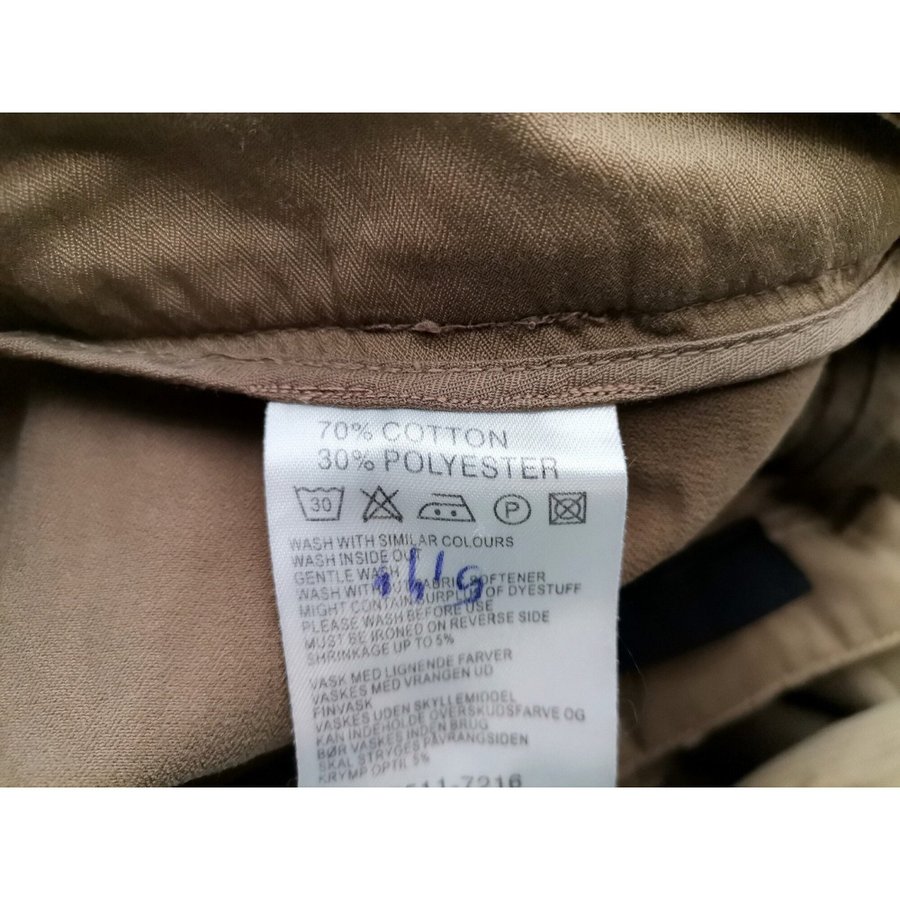 70% COTTON
30% POLYESTER
30
P
WASH WITH SIMILAR COLOURS
WASH INSIDE OUT
GENTLE WASH
WASH WITHOUT FABRIC SOFTENER
MIGHT CONTAIN SURPLUS OF DYESTUFF
PLEASE WASH BEFORE USE
MUST BE IRONED ON REVERSE SIDE
SHRINKAGE UP TO 5%
VASK MED LIGNENDE FARVER
VASKES MED VRANGEN UD
FINVASK
VASKES UDEN SKYLLEMIDDEL
KAN INDEHOLDE OVERSKUDSFARVE OG
BØR VASKES INDEN BRUG
SKAL STRYGES PÅVRANGSIDEN
KRYMP OPTIL 5%
511-7216